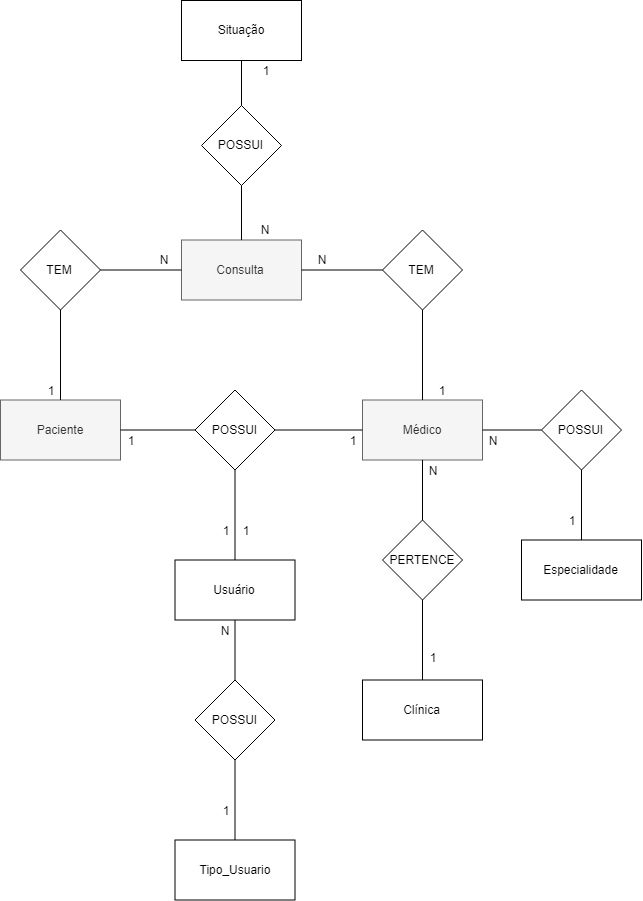 Situação
1
POSSUI
N
TEM
N
Consulta
N
TEM
1
1
Paciente
1
POSSUI
1
Médico
N
POSSUI
N
1
1
1
PERTENCE
Especialidade
Usuário
N
1
POSSUI
Clínica
1
Tipo_Usuario